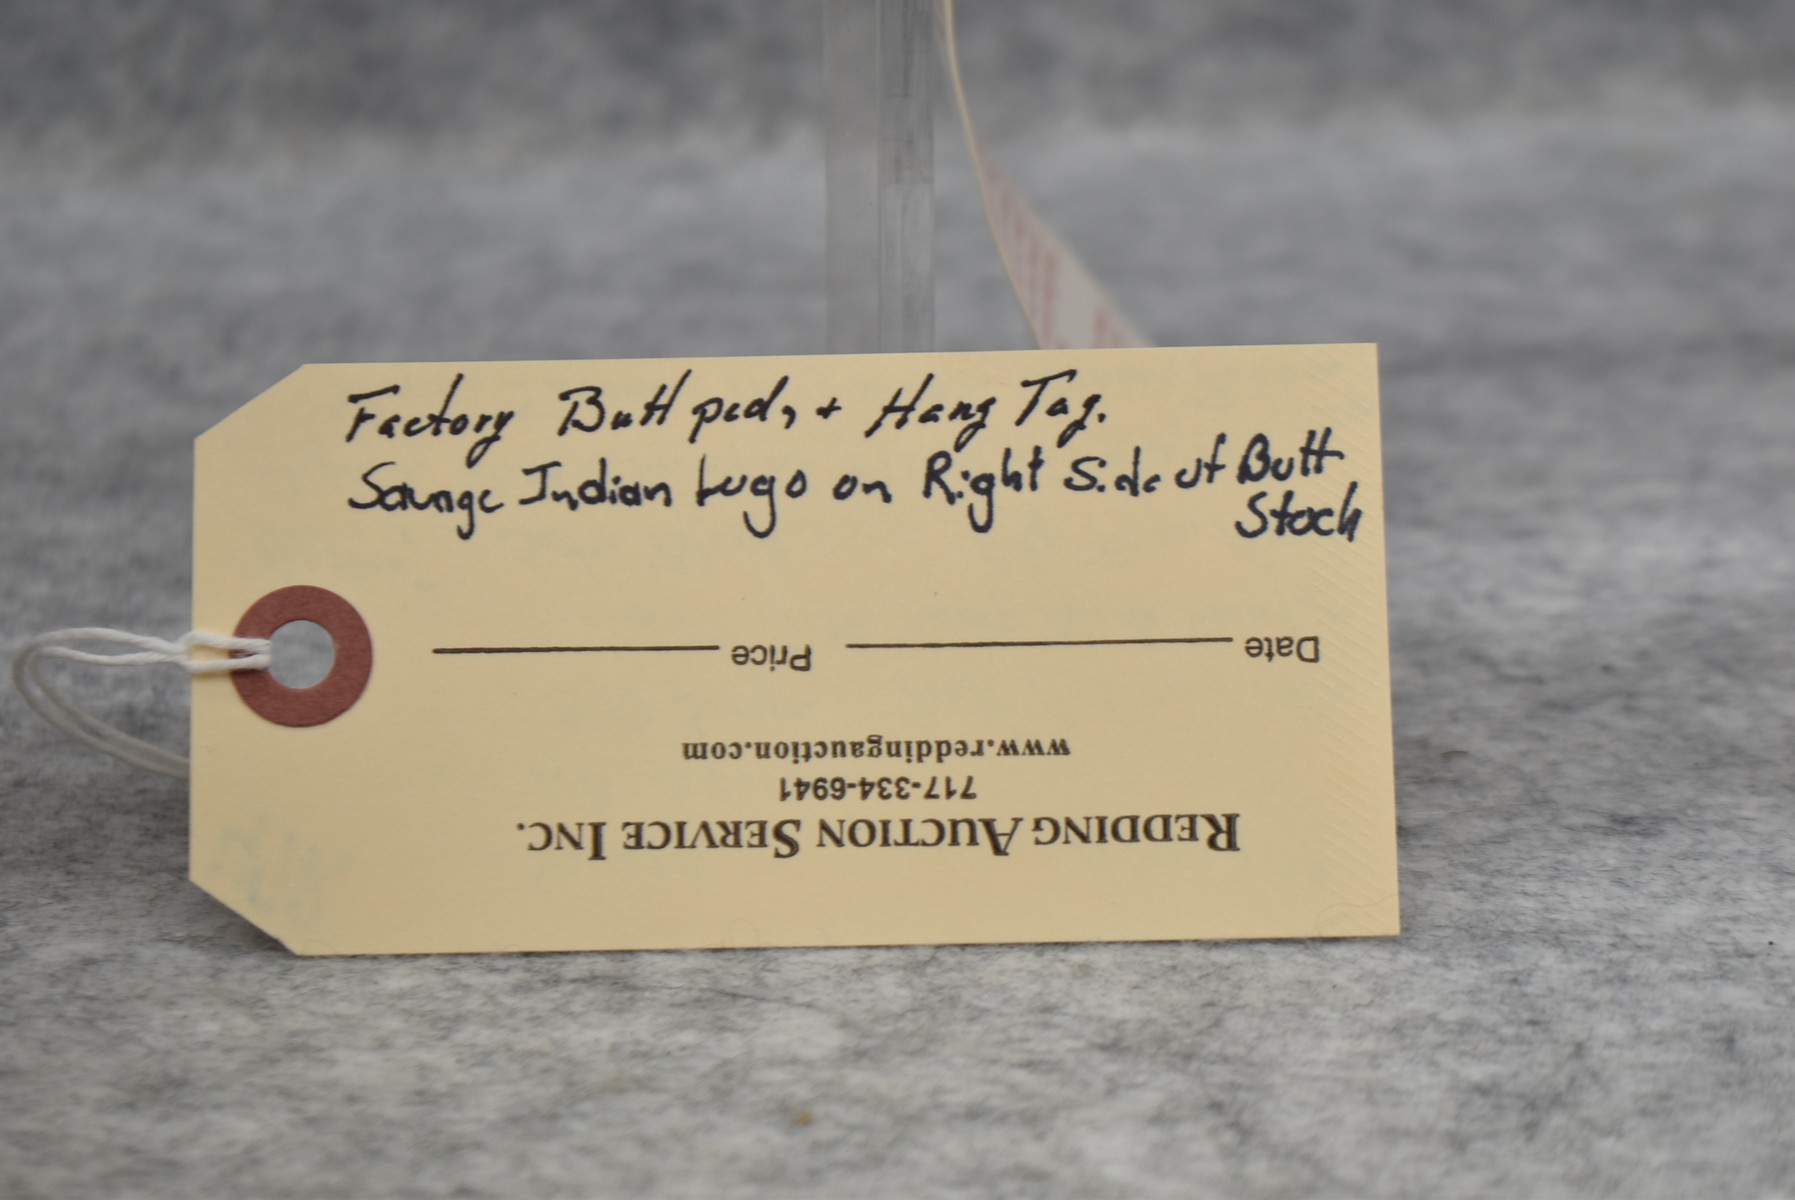 Factory Butt pad, + Hang Tag.
Savage Indian Logo on Right Side of Butt
Stock
Date
Price
www.reddingauction.com
717-334-6941
REDDING AUCTION SERVICE INC.